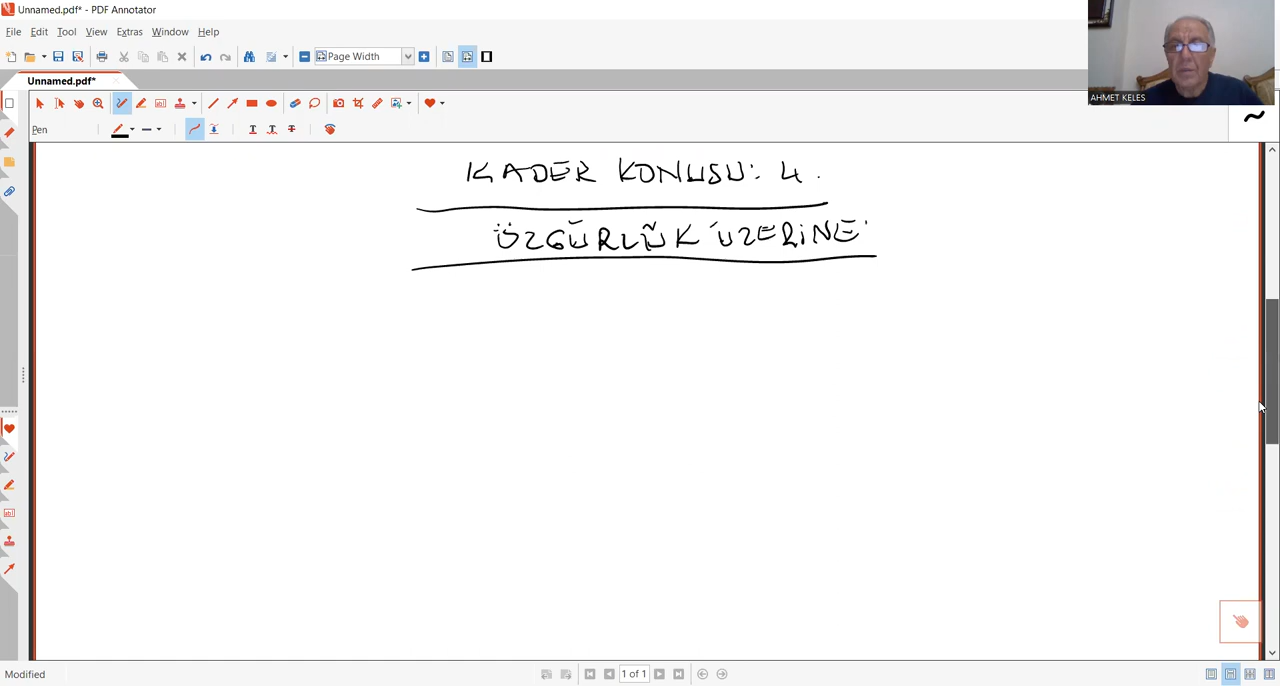 Unnamed.pdf* - PDF Annotator
File Edit Tool View Extras Window Help
Page Width
Unnamed.pdf*
AHMET KELES
Pen
KADER KONUSU: 4.
ÖZGÜRLÜK ÜZERİNE
Modified
1 of 1